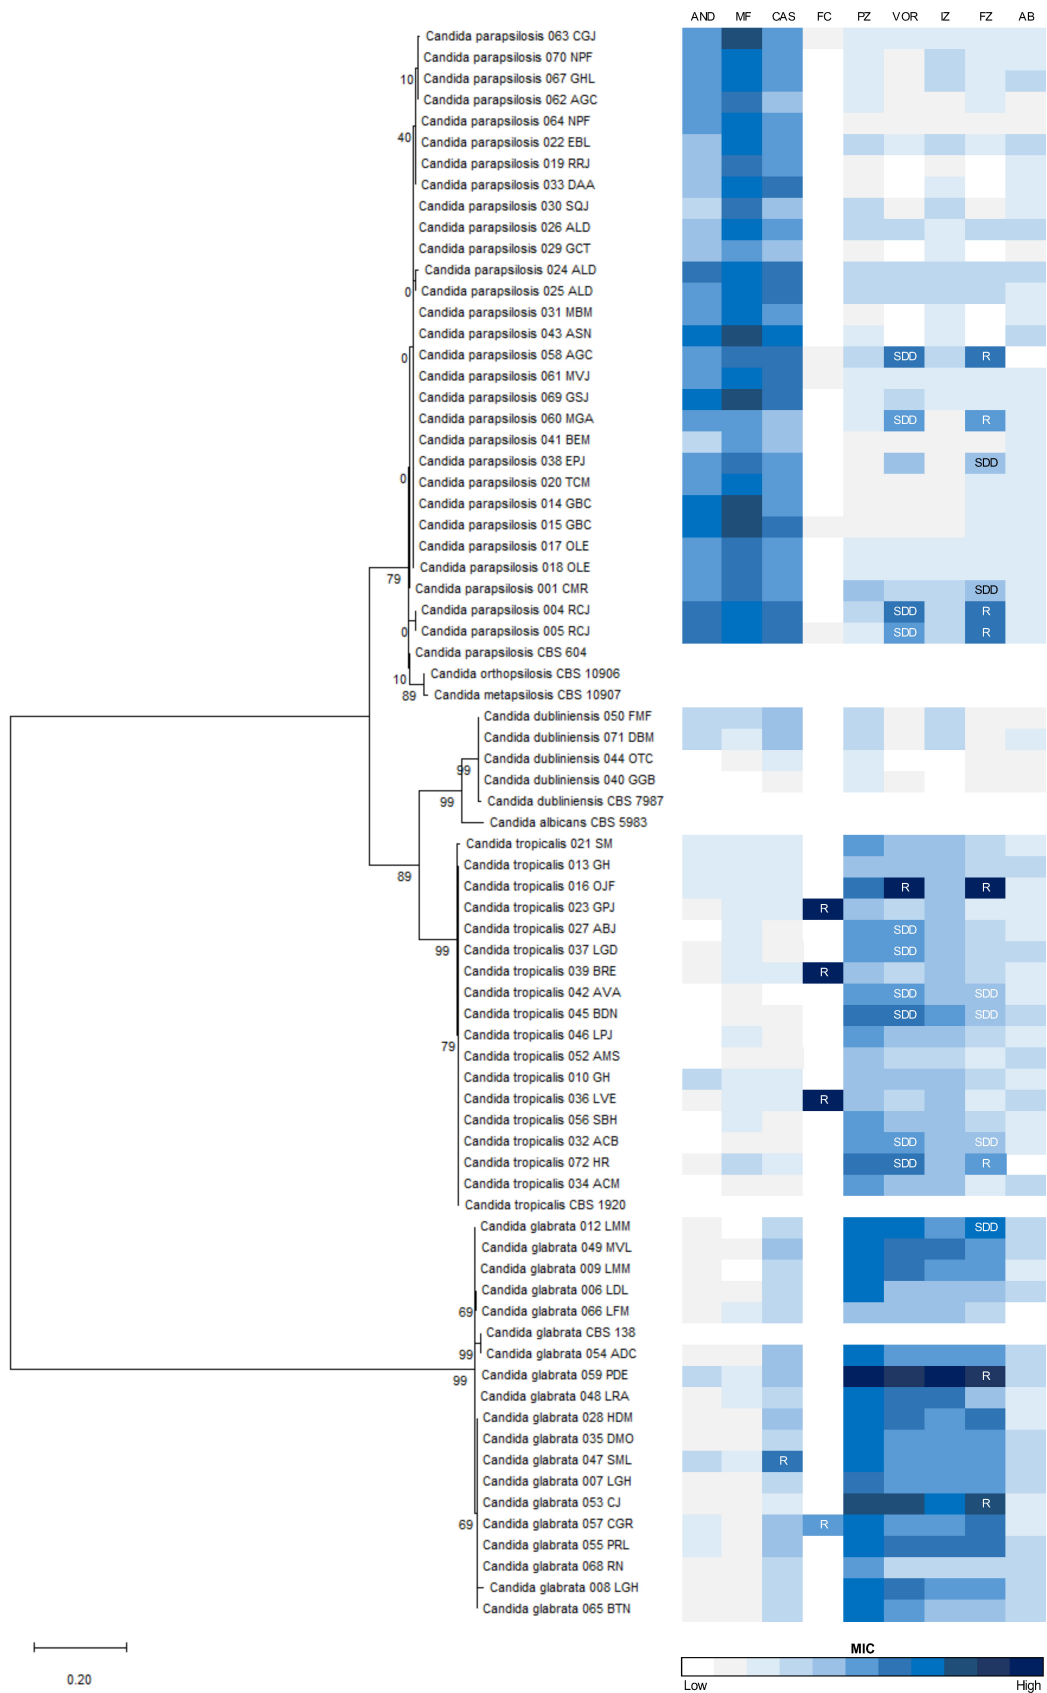 AND MF CAS FC PZ VOR IZ FZ AB
Candida parapsilosis 063 CGJ
Candida parapsilosis 070 NPF
10 Candida parapsilosis 067 GHL
Candida parapsilosis 062 AGC
Candida parapsilosis 064 NPF
40 Candida parapsilosis 022 EBL
Candida parapsilosis 019 RRJ
Candida parapsilosis 033 DAA
Candida parapsilosis 030 SQJ
Candida parapsilosis 026 ALD
Candida parapsilosis 029 GCT
Candida parapsilosis 024 ALD
0 Candida parapsilosis 025 ALD
Candida parapsilosis 031 MBM
Candida parapsilosis 043 ASN
0 Candida parapsilosis 058 AGC SDD R
Candida parapsilosis 061 MVJ
Candida parapsilosis 069 GSJ
Candida parapsilosis 060 MGA SDD R
Candida parapsilosis 041 BEM
Candida parapsilosis 038 EPJ SDD
0 Candida parapsilosis 020 TCM
Candida parapsilosis 014 GBC
Candida parapsilosis 015 GBC
Candida parapsilosis 017 OLE
Candida parapsilosis 018 OLE
79 Candida parapsilosis 001 CMR SDD
Candida parapsilosis 004 RCJ SDD R
0 Candida parapsilosis 005 RCJ SDD R
Candida parapsilosis CBS 604
10 Candida orthopsilosis CBS 10906
89 Candida metapsilosis CBS 10907
Candida dubliniensis 050 FMF
Candida dubliniensis 071 DBM
Candida dubliniensis 044 OTC
99 Candida dubliniensis 040 GGB
99 Candida dubliniensis CBS 7987
Candida albicans CBS 5983
Candida tropicalis 021 SM
Candida tropicalis 013 GH
89 Candida tropicalis 016 OJF R R
Candida tropicalis 023 GPJ R
Candida tropicalis 027 ABJ SDD
99 Candida tropicalis 037 LGD SDD
Candida tropicalis 039 BRE R
Candida tropicalis 042 AVA SDD SDD
Candida tropicalis 045 BDN SDD SDD
Candida tropicalis 046 LPJ
79 Candida tropicalis 052 AMS
Candida tropicalis 010 GH
Candida tropicalis 036 LVE R
Candida tropicalis 056 SBH
Candida tropicalis 032 ACB SDD SDD
Candida tropicalis 072 HR SDD R
Candida tropicalis 034 ACM
Candida tropicalis CBS 1920
Candida glabrata 012 LMM SDD
Candida glabrata 049 MVL
Candida glabrata 009 LMM
Candida glabrata 006 LDL
69 Candida glabrata 066 LFM
Candida glabrata CBS 138
99 Candida glabrata 054 ADC
99 Candida glabrata 059 PDE R
Candida glabrata 048 LRA
Candida glabrata 028 HDM
Candida glabrata 035 DMO
Candida glabrata 047 SML R
Candida glabrata 007 LGH
Candida glabrata 053 CJ R
69 Candida glabrata 057 CGR R
Candida glabrata 055 PRL
Candida glabrata 068 RN
Candida glabrata 008 LGH
Candida glabrata 065 BTN
0.20
MIC
Low High